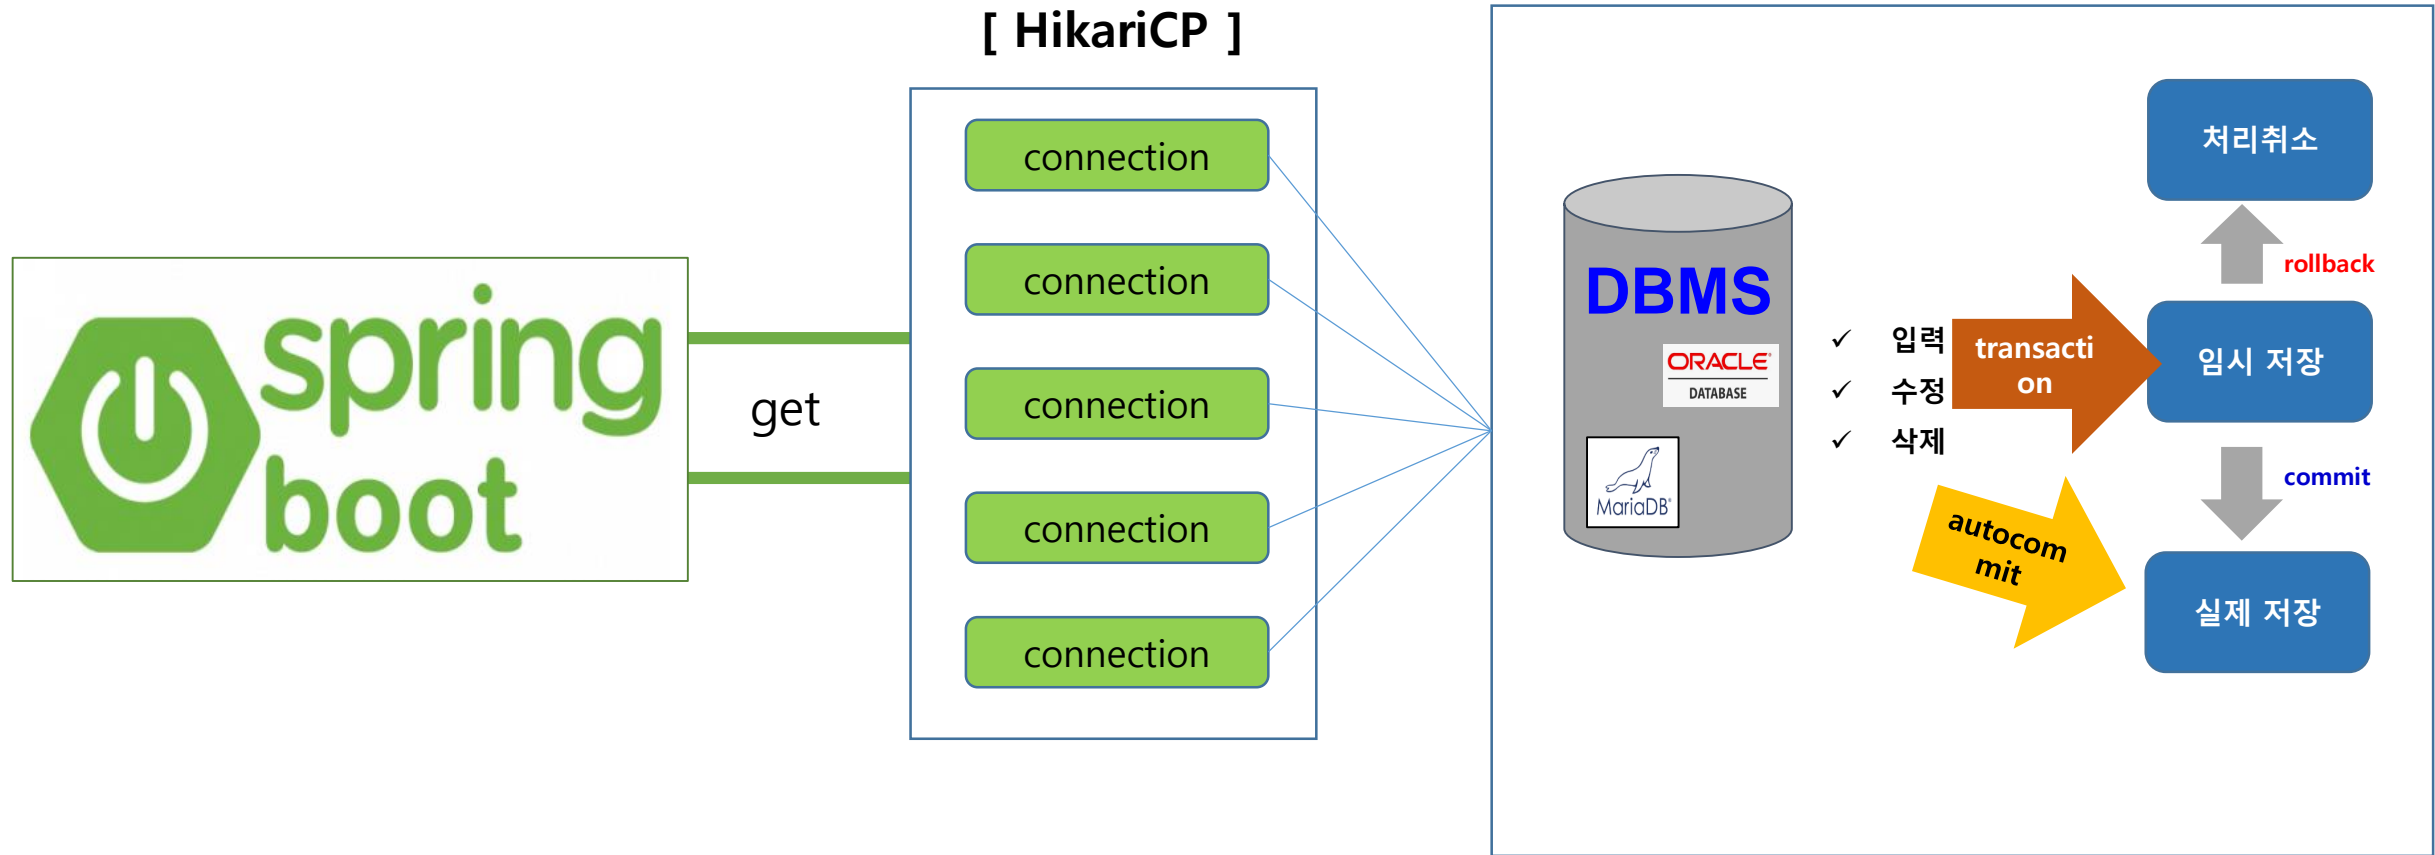 [ HikariCP ]
spring
boot
get
connection
connection
connection
connection
connection
DBMS
ORACLE
DATABASE
MariaDB
✓ 입력
✓ 수정
✓ 삭제
transacti
on
autocom
mit
처리취소
rollback
임시 저장
commit
실제 저장